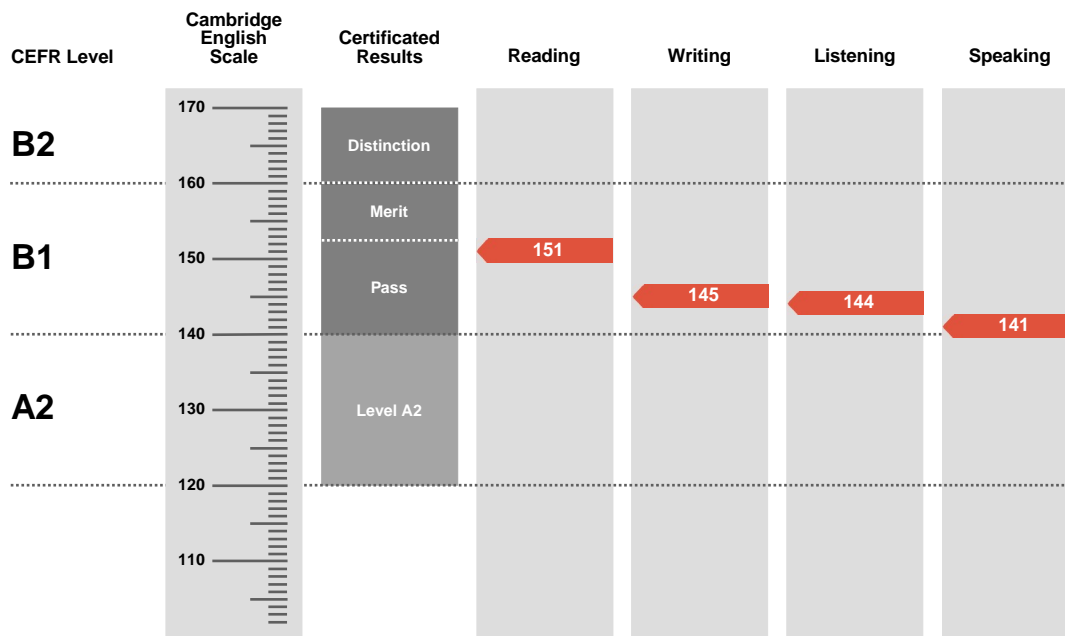 CEFR Level
Cambridge
English
Scale
Certificated
Results
Reading
Writing
Listening
Speaking
170
B2
Distinction
160
Merit
B1
150
151
Pass
145
144
140
141
A2
130
Level A2
120
110